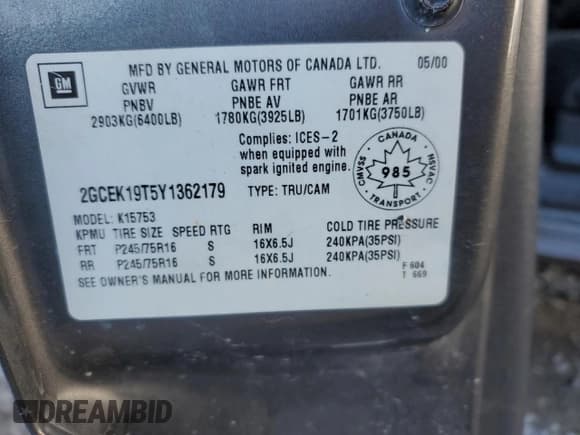 GM
MFD BY GENERAL MOTORS OF CANADA LTD. 05/00
GVWR GAWR FRT GAWR RR
PNBV PNBE AV PNBE AR
2903KG(6400LB) 1780KG(3925LB) 1701KG(3750LB)
Complies: ICES-2
when equipped with
spark ignited engine
CANADA
CMVSS 985 NSVAC
TRANSPORT
2GCEK19T5Y1362179 TYPE: TRU/CAM
MODEL: K15753
KPMU TIRE SIZE SPEED RTG RIM COLD TIRE PRESSURE
FRT P245/75R16 S 16X6.5J 240KPA(35PSI)
RR P245/75R16 S 16X6.5J 240KPA(35PSI)
SEE OWNER'S MANUAL FOR MORE INFORMATION.
F 604
T 669
DREAMBID